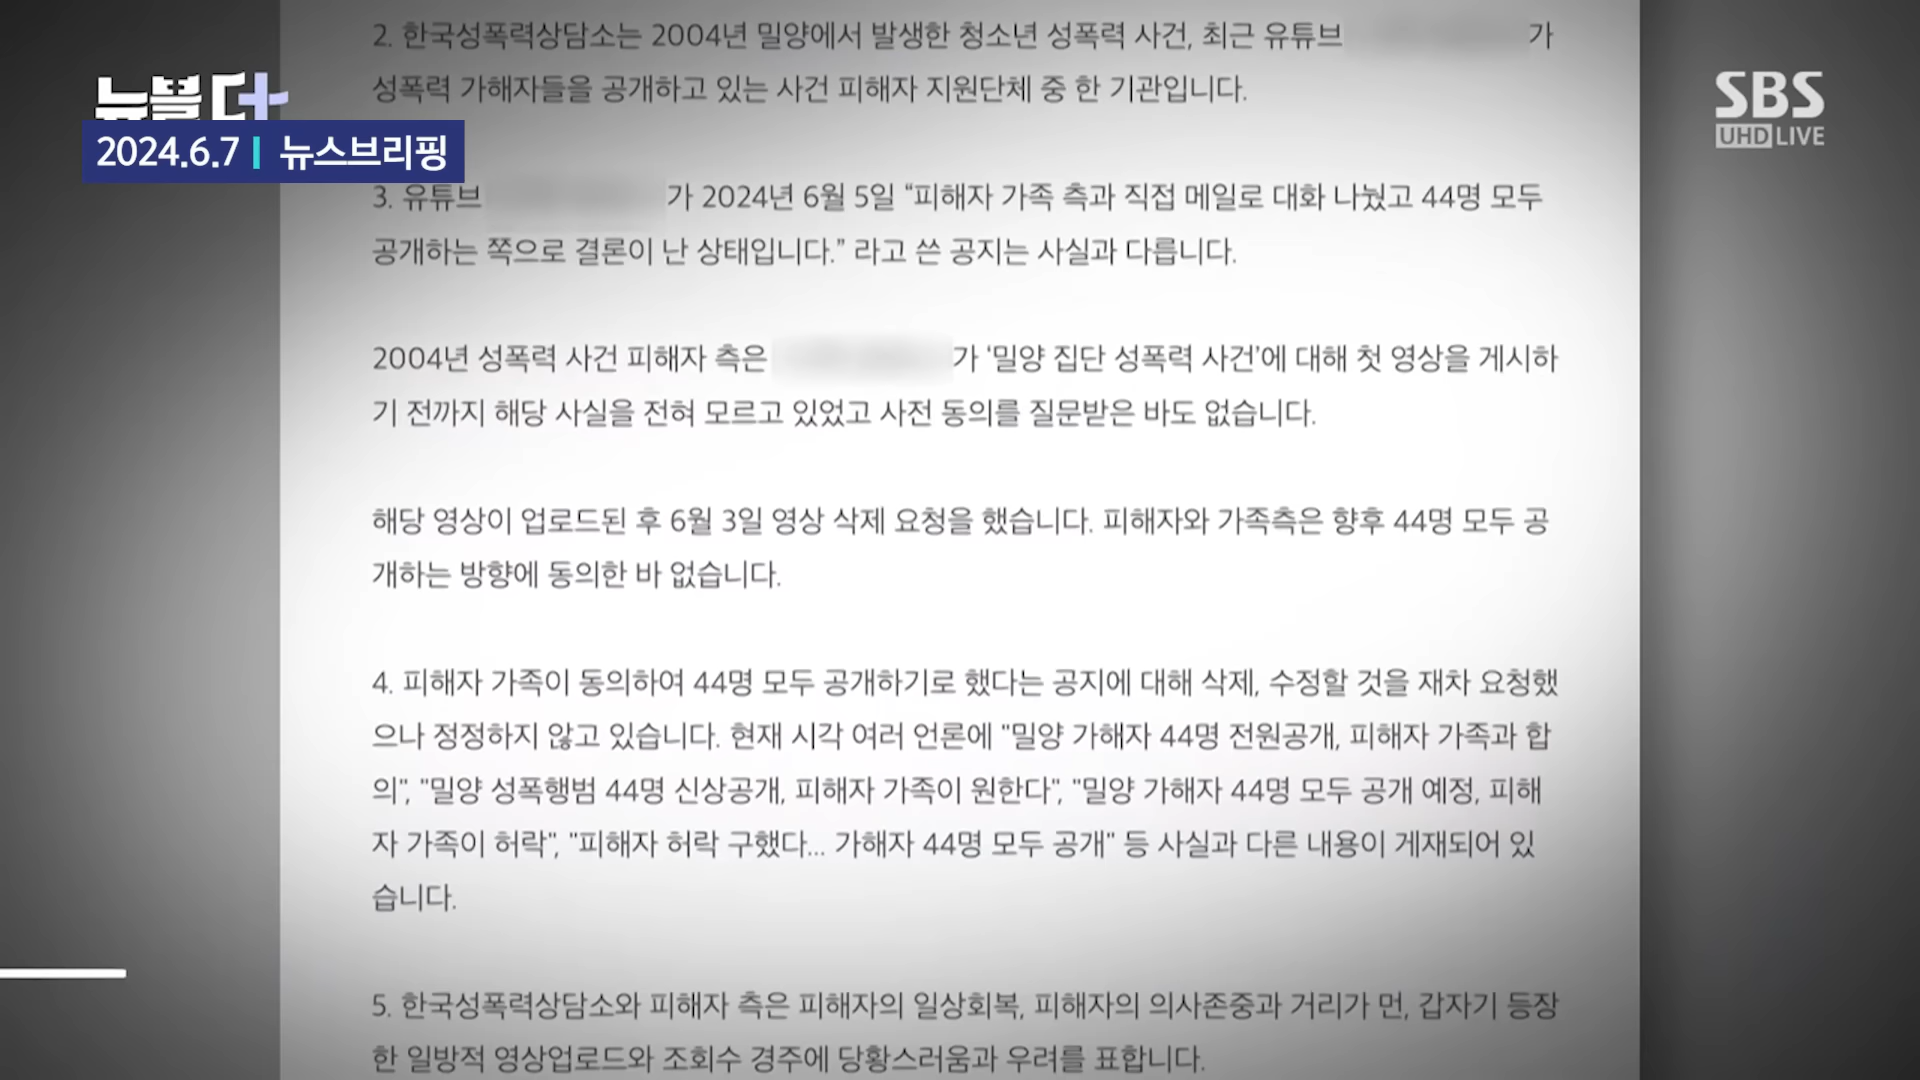 뉴블더+
2024.6.7 | 뉴스브리핑
SBS
UHD LIVE
2. 한국성폭력상담소는 2004년 밀양에서 발생한 청소년 성폭력 사건, 최근 유튜브 가
성폭력 가해자들을 공개하고 있는 사건 피해자 지원단체 중 한 기관입니다.
3. 유튜브 가 2024년 6월 5일 “피해자 가족 측과 직접 메일로 대화 나눴고 44명 모두
공개하는 쪽으로 결론이 난 상태입니다.” 라고 쓴 공지는 사실과 다릅니다.
2004년 성폭력 사건 피해자 측은 가 ‘밀양 집단 성폭력 사건’에 대해 첫 영상을 게시하
기 전까지 해당 사실을 전혀 모르고 있었고 사전 동의를 질문받은 바도 없습니다.
해당 영상이 업로드된 후 6월 3일 영상 삭제 요청을 했습니다. 피해자와 가족측은 향후 44명 모두 공
개하는 방향에 동의한 바 없습니다.
4. 피해자 가족이 동의하여 44명 모두 공개하기로 했다는 공지에 대해 삭제, 수정할 것을 재차 요청했
으나 정정하지 않고 있습니다. 현재 시각 여러 언론에 "밀양 가해자 44명 전원공개, 피해자 가족과 합
의", "밀양 성폭행범 44명 신상공개, 피해자 가족이 원한다", "밀양 가해자 44명 모두 공개 예정, 피해
자 가족이 허락", "피해자 허락 구했다... 가해자 44명 모두 공개" 등 사실과 다른 내용이 게재되어 있
습니다.
5. 한국성폭력상담소와 피해자 측은 피해자의 일상회복, 피해자의 의사존중과 거리가 먼, 갑자기 등장
한 일방적 영상업로드와 조회수 경주에 당황스러움과 우려를 표합니다.